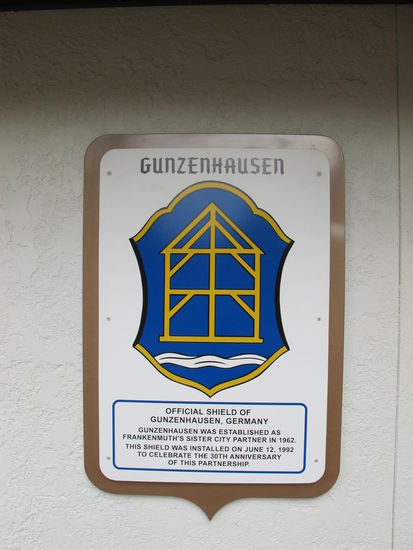 GUNZENHAUSEN
OFFICIAL SHIELD OF
GUNZENHAUSEN, GERMANY
GUNZENHAUSEN WAS ESTABLISHED AS
FRANKENMUTH'S SISTER CITY PARTNER IN 1962.
THIS SHIELD WAS INSTALLED ON JUNE 12, 1992
TO CELEBRATE THE 30TH ANNIVERSARY
OF THIS PARTNERSHIP.